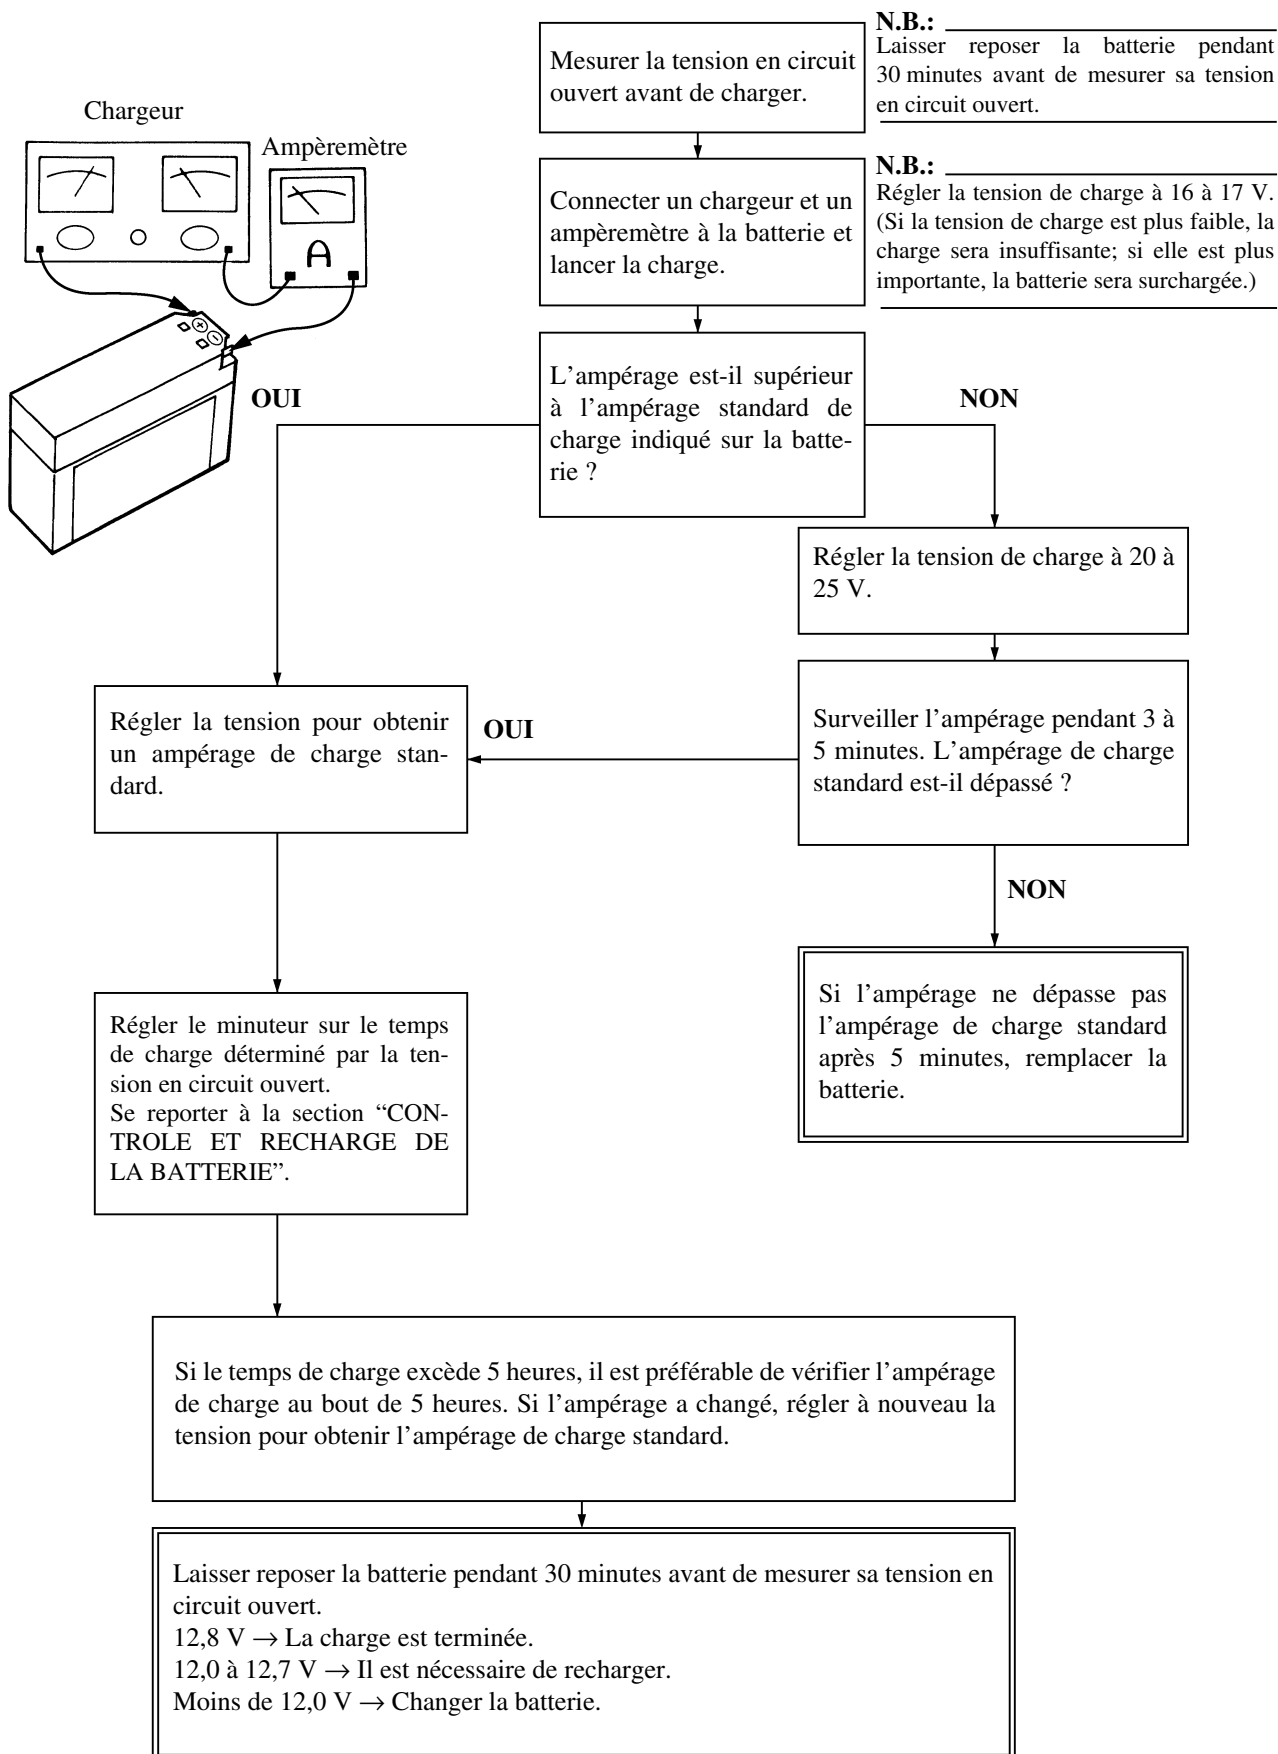 Chargeur
Ampèremètre
Mesurer la tension en circuit
ouvert avant de charger.
N.B.:
Laisser reposer la batterie pendant
30 minutes avant de mesurer sa tension
en circuit ouvert.
Connecter un chargeur et un
ampèremètre à la batterie et
lancer la charge.
N.B.:
Régler la tension de charge à 16 à 17 V.
(Si la tension de charge est plus faible, la
charge sera insuffisante; si elle est plus
importante, la batterie sera surchargée.)
A
+
−
L’ampérage est-il supérieur
à l’ampérage standard de
charge indiqué sur la batte-
rie ?
OUI
NON
Régler la tension de charge à 20 à
25 V.
Surveiller l’ampérage pendant 3 à
5 minutes. L’ampérage de charge
standard est-il dépassé ?
OUI
Régler la tension pour obtenir
un ampérage de charge stan-
dard.
NON
Si l’ampérage ne dépasse pas
l’ampérage de charge standard
après 5 minutes, remplacer la
batterie.
Régler le minuteur sur le temps
de charge déterminé par la ten-
sion en circuit ouvert.
Se reporter à la section “CON-
TROLE ET RECHARGE DE
LA BATTERIE”.
Si le temps de charge excède 5 heures, il est préférable de vérifier l’ampérage
de charge au bout de 5 heures. Si l’ampérage a changé, régler à nouveau la
tension pour obtenir l’ampérage de charge standard.
Laisser reposer la batterie pendant 30 minutes avant de mesurer sa tension en
circuit ouvert.
12,8 V → La charge est terminée.
12,0 à 12,7 V → Il est nécessaire de recharger.
Moins de 12,0 V → Changer la batterie.